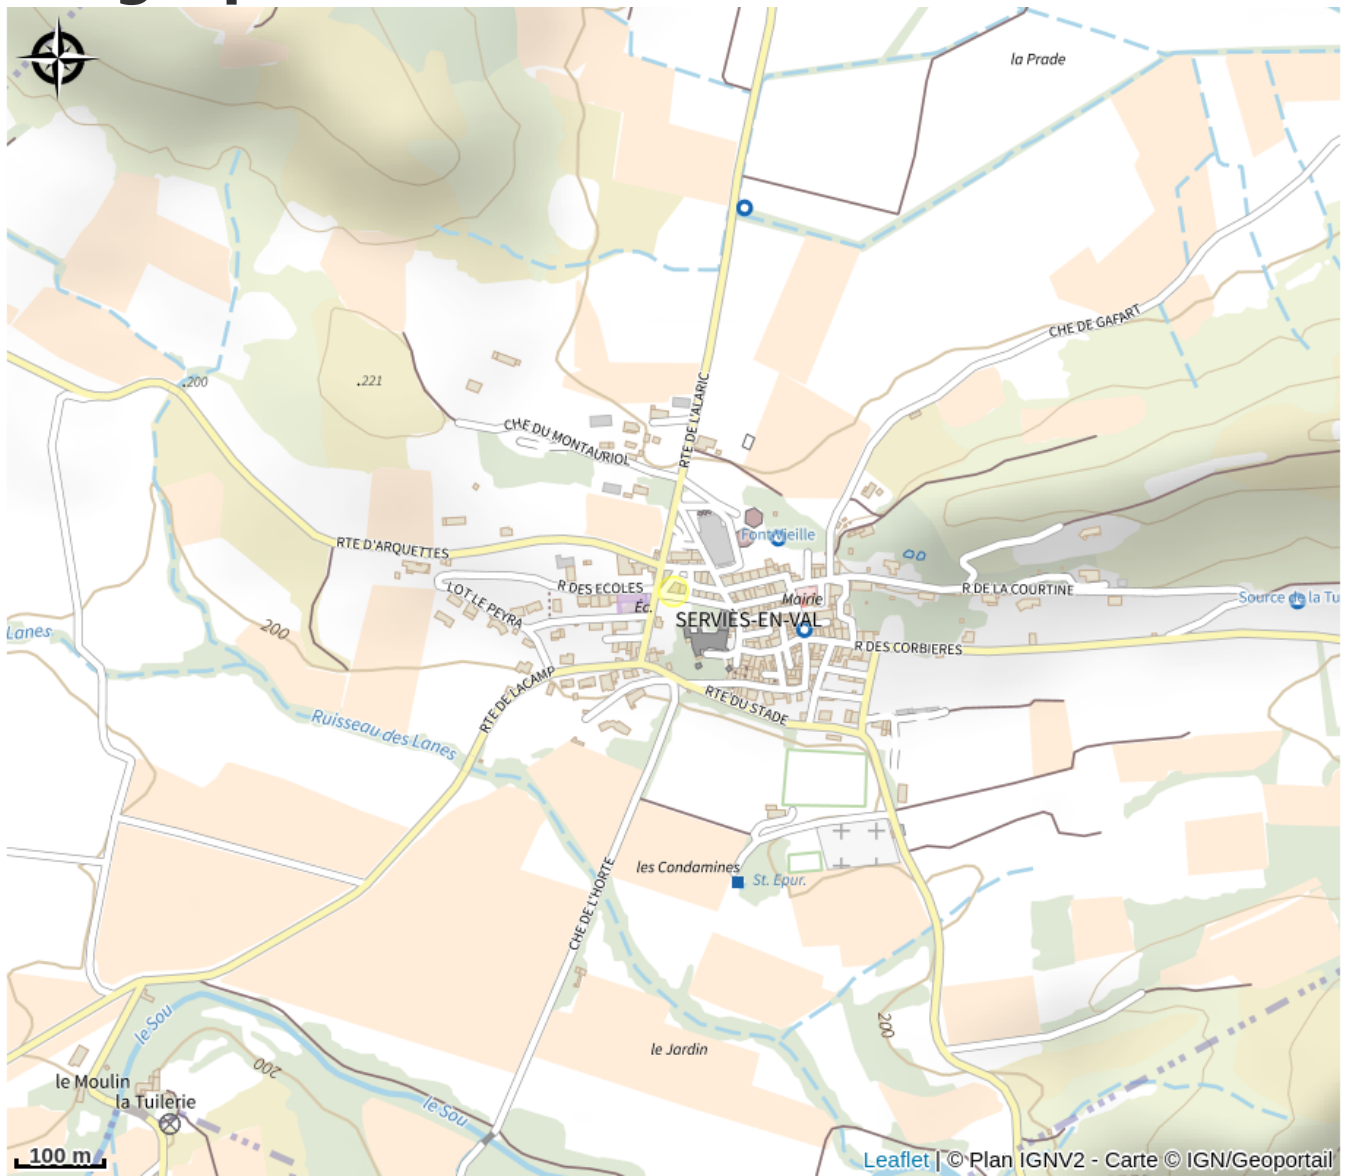 la Prade
CHE DE GAFART
.200
.221
RTE DE L'ALARIC
CHE DU MONTAURIOL
Font Vieille
RTE D'ARQUETTES
R DES ECOLES
LOT LE PEYRA
Éc.
Mairie
R DE LA COURTINE
Source de la Tu
SERVIÈS-EN-VAL
Lanes
200
R DES CORBIERES
RTE DE LACAMP
RTE DU STADE
Ruisseau des Lanes
les Condamines
St. Epur.
CHE DE L'HORTE
le Sou
200
le Jardin
200
le Moulin
la Tuilerie
le Sou
100 m
Leaflet | © Plan IGNV2 - Carte © IGN/Geoportail